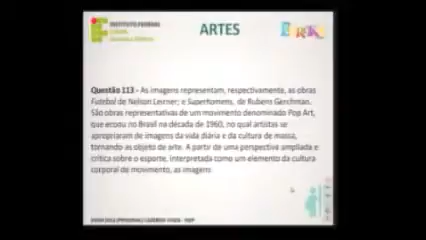 INSTITUTO FEDERAL
ARTES
Questão 113 - As imagens representam, respectivamente, as obras
Futebol de Nelson Leirner; e Superhomens, de Rubens Gerchman.
São obras representativas de um movimento denominado Pop Art,
que ecoou no Brasil na década de 1960, no qual artistas se
apropriaram de imagens da vida diária e da cultura de massa,
tornando-as objeto de arte. A partir de uma perspectiva ampliada e
crítica sobre o esporte, interpretada como um elemento da cultura
corporal de movimento, as imagens